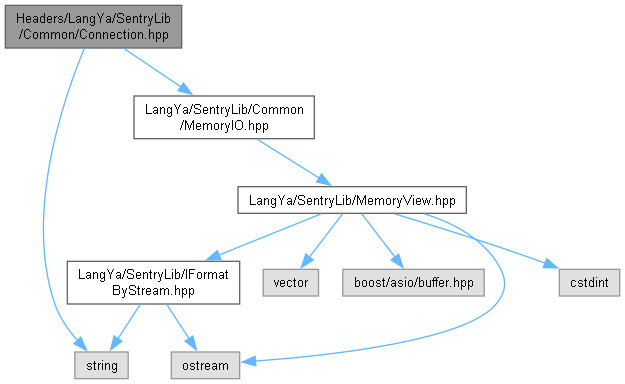 Headers/LangYa/SentryLib
/Common/Connection.hpp
LangYa/SentryLib/Common
/MemoryIO.hpp
LangYa/SentryLib/MemoryView.hpp
LangYa/SentryLib/IFormat
ByStream.hpp
vector
boost/asio/buffer.hpp
cstdint
string
ostream